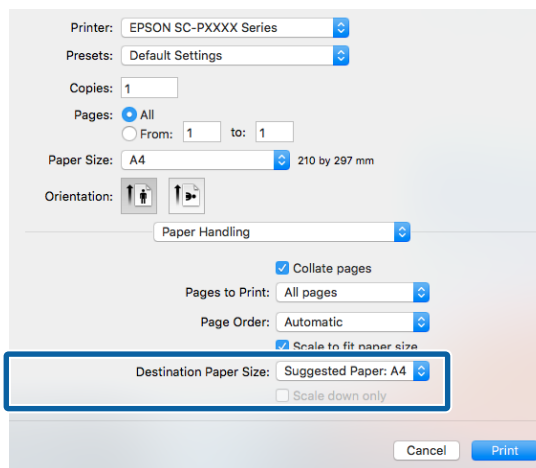 Printer: EPSON SC-PXXXX Series
Presets: Default Settings
Copies: 1
Pages: All
From: 1 to: 1
Paper Size: A4 210 by 297 mm
Orientation:
Paper Handling
Collate pages
Pages to Print: All pages
Page Order: Automatic
Scale to fit paper size
Destination Paper Size: Suggested Paper: A4
Scale down only
Cancel Print